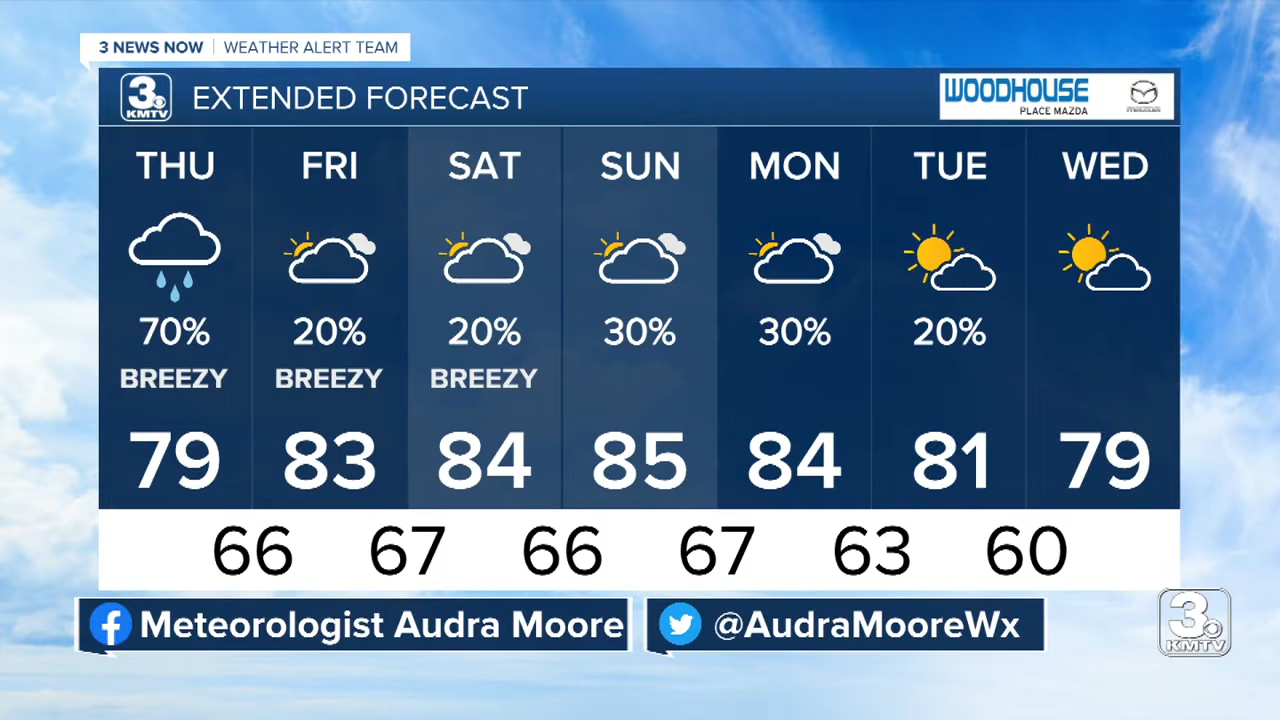 3 NEWS NOW | WEATHER ALERT TEAM
3 KMTV EXTENDED FORECAST
WOODHOUSE
PLACE MAZDA
mazda
THU FRI SAT SUN MON TUE WED
70% 20% 20% 30% 30% 20%
BREEZY BREEZY BREEZY
79 83 84 85 84 81 79
66 67 66 67 63 60
Meteorologist Audra Moore
@AudraMooreWx
3
KMTV